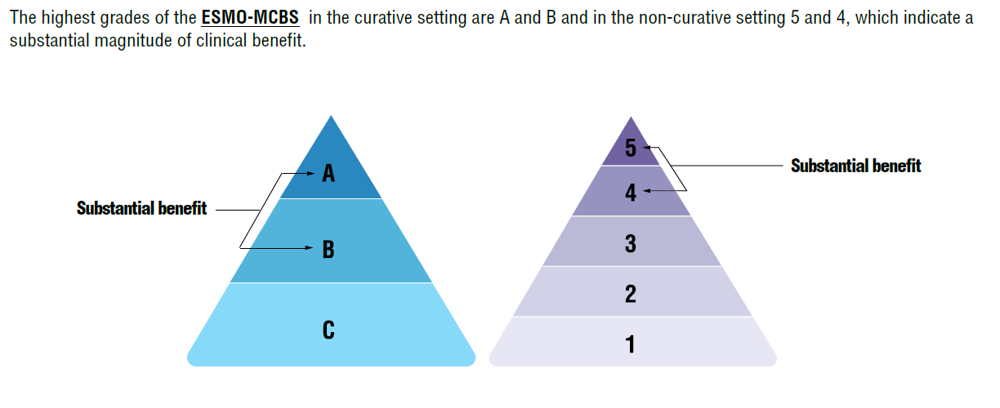 The highest grades of the ESMO-MCBS in the curative setting are A and B and in the non-curative setting 5 and 4, which indicate a
substantial magnitude of clinical benefit.
A
Substantial benefit
B
C
5
Substantial benefit
4
3
2
1